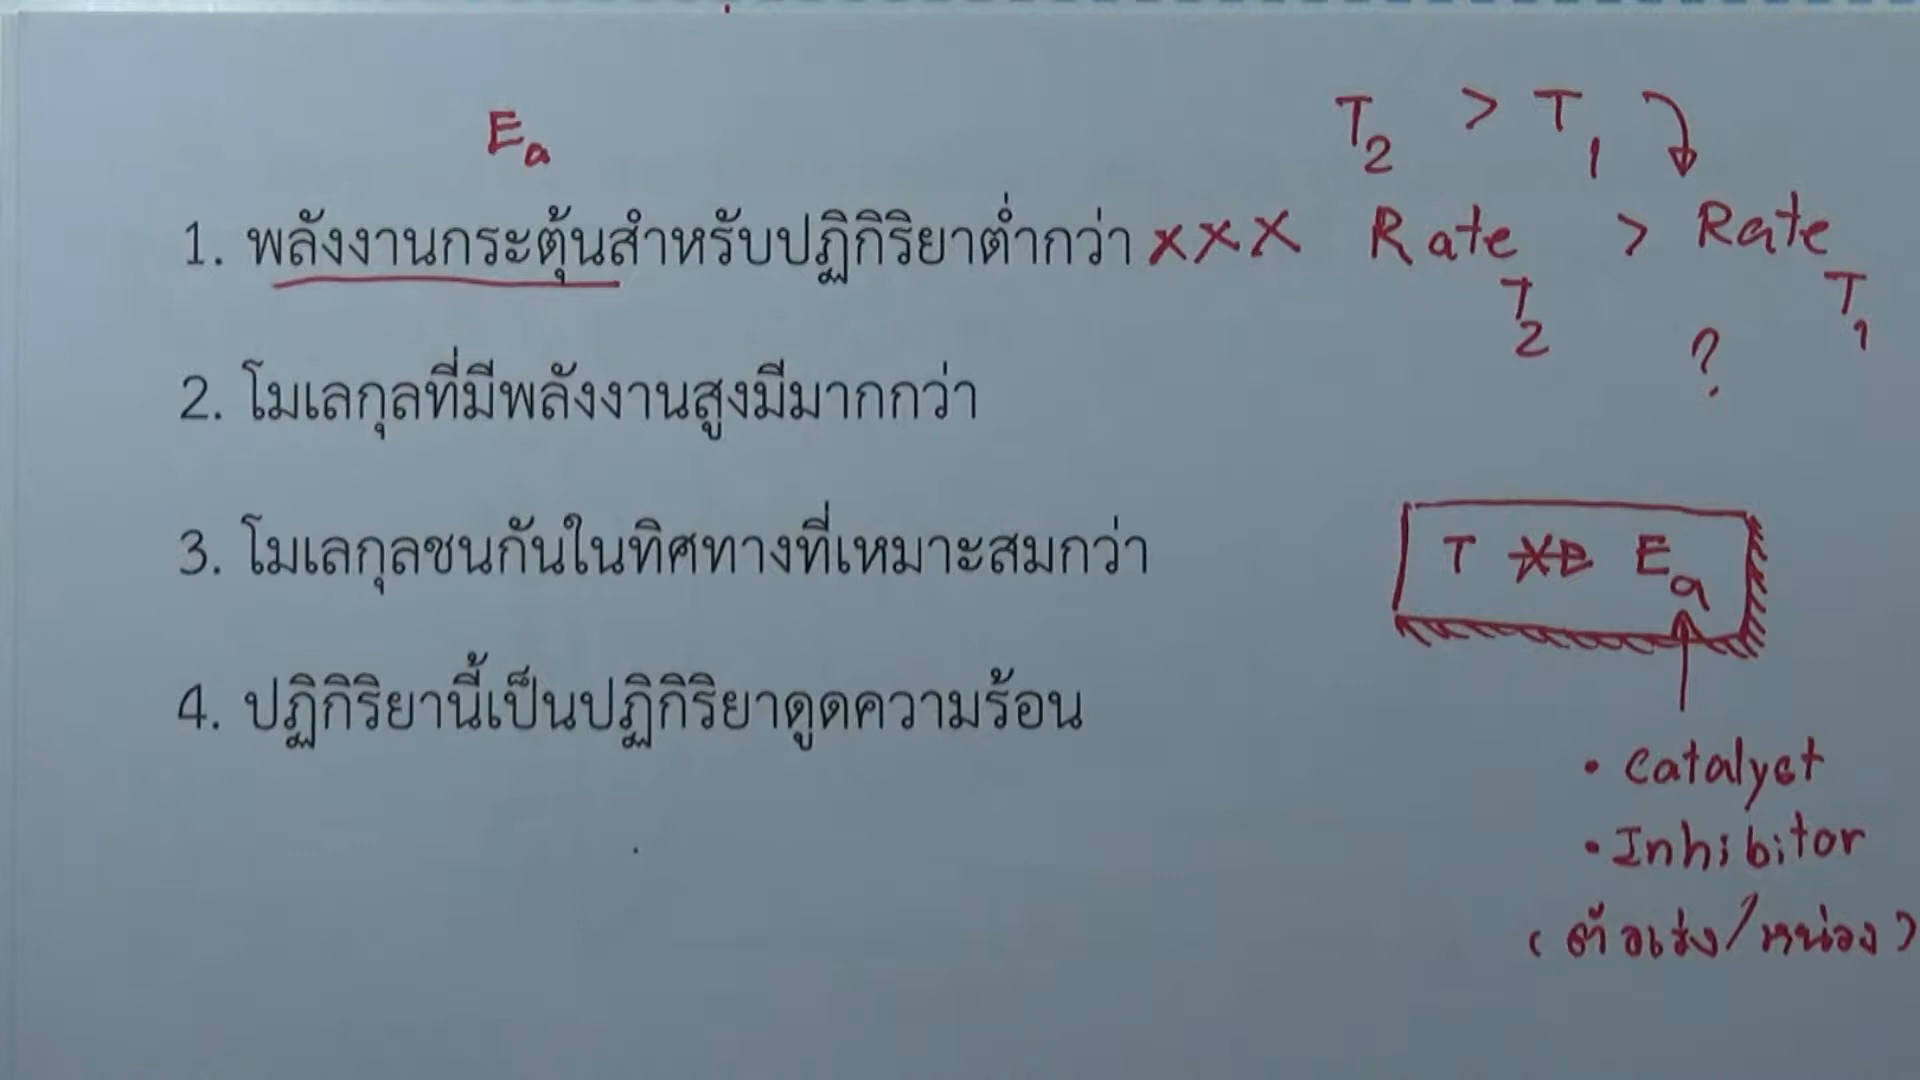 Ea
T2 > T1
1. พลังงานกระตุ้นสำหรับปฏิกิริยาต่ำกว่า xxx Rate T2 > Rate T1
?
2. โมเลกุลที่มีพลังงานสูงมีมากกว่า
3. โมเลกุลชนกันในทิศทางที่เหมาะสมกว่า
T Ea
4. ปฏิกิริยานี้เป็นปฏิกิริยาดูดความร้อน
• Catalyst
• Inhibitor
(ตัวเร่ง/หน่วง)